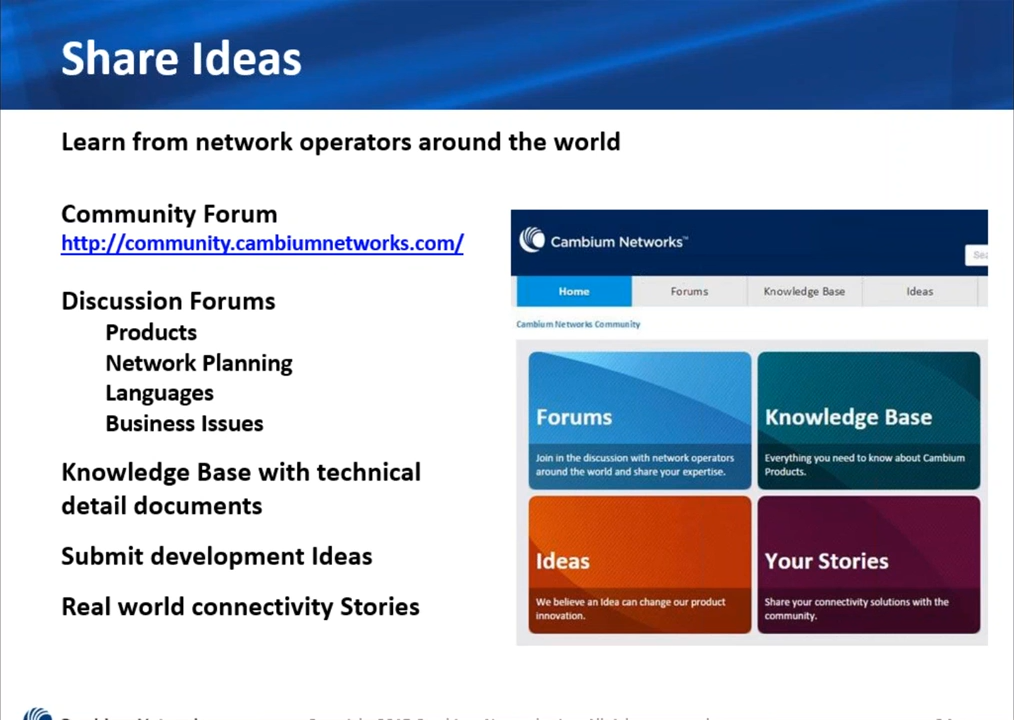 Share Ideas
Learn from network operators around the world
Community Forum
http://community.cambiumnetworks.com/
Discussion Forums
Products
Network Planning
Languages
Business Issues
Knowledge Base with technical
detail documents
Submit development Ideas
Real world connectivity Stories
Cambium Networks™
Sea
Home Forums Knowledge Base Ideas
Cambium Networks Community
Forums
Join in the discussion with network operators
around the world and share your expertise.
Knowledge Base
Everything you need to know about Cambium
Products.
Ideas
We believe an Idea can change our product
innovation.
Your Stories
Share your connectivity solutions with the
community.